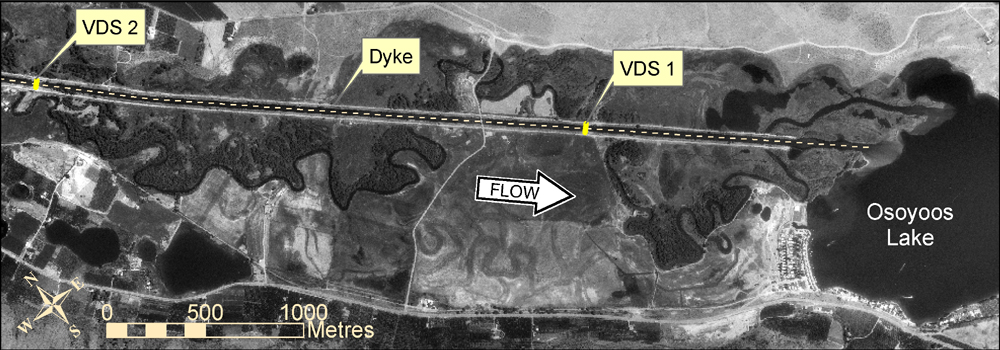 VDS 2
Dyke
VDS 1
FLOW
Osoyoos
Lake
N
E
W
S
0 500 1000
Metres